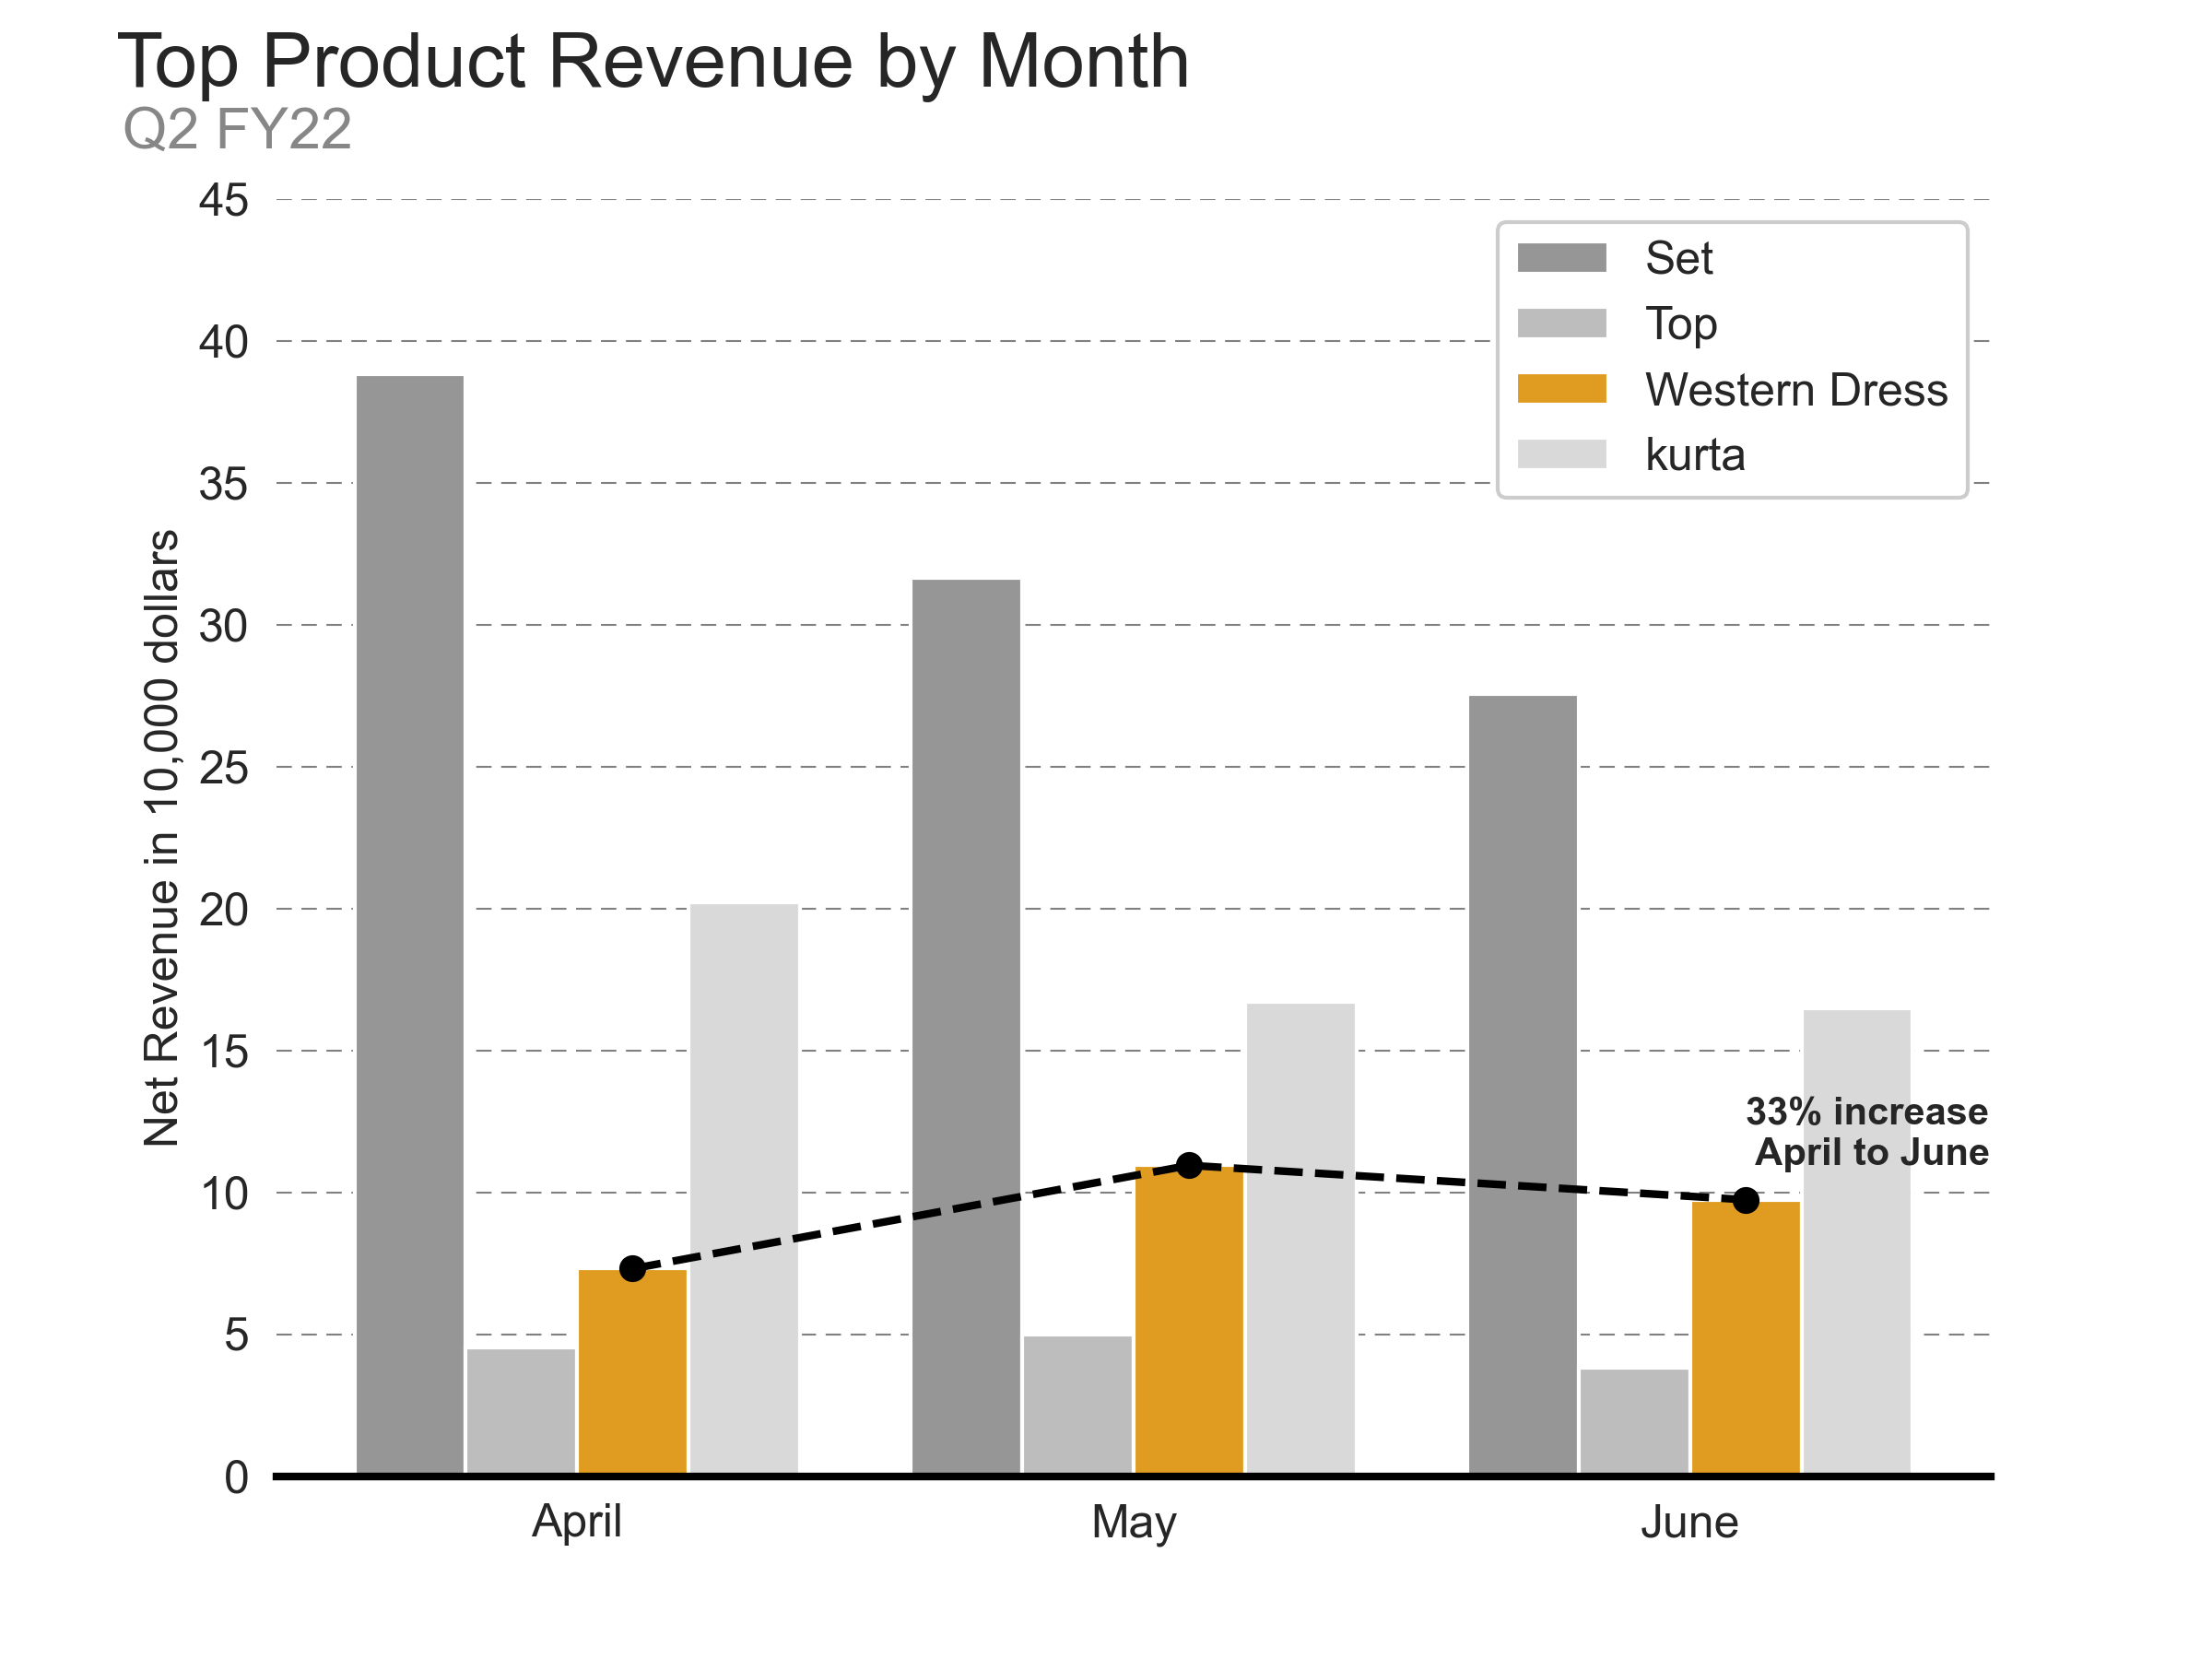 Top Product Revenue by Month
Q2 FY22
Net Revenue in 10,000 dollars
45
40
35
30
25
20
15
10
5
0
Set
Top
Western Dress
kurta
33% increase
April to June
April
May
June